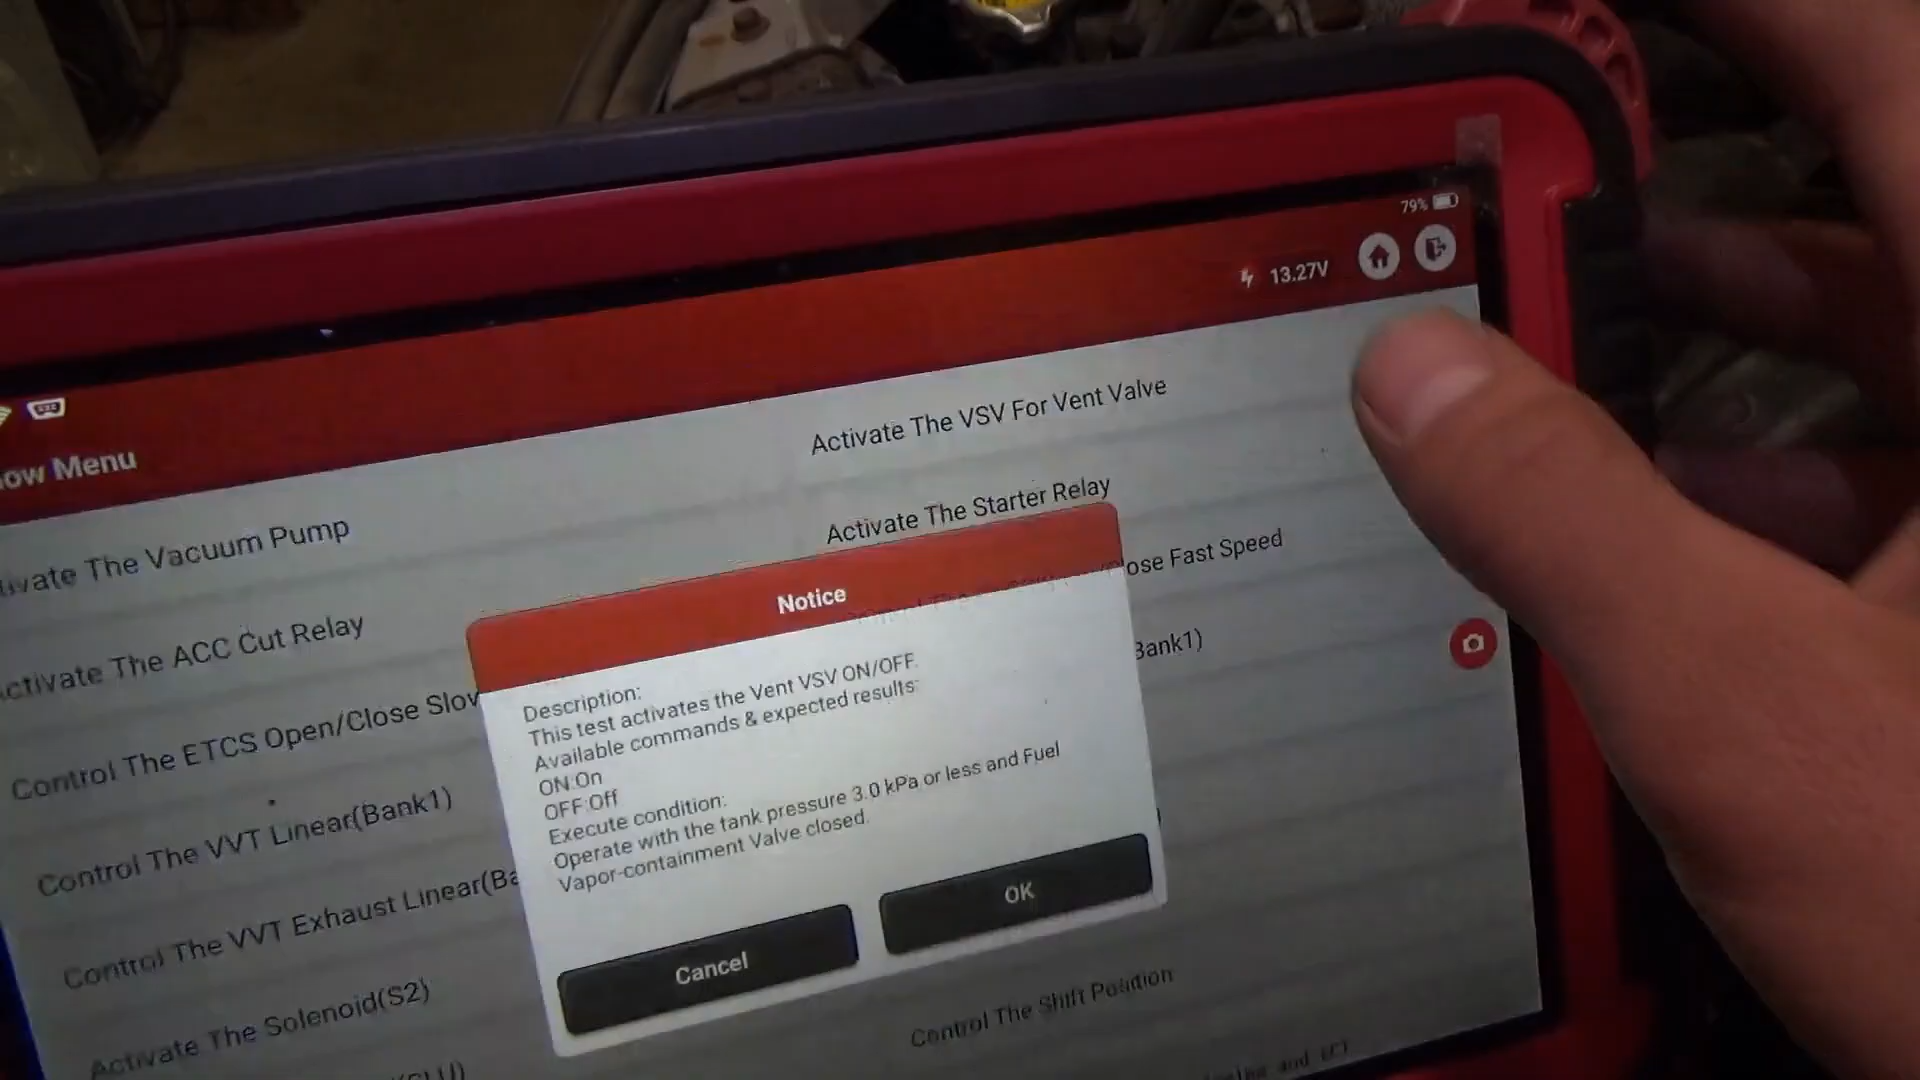 79%
13.27V
ow Menu
Activate The VSV For Vent Valve
The Vacuum Pump
Activate The Starter Relay
The ACC Cut Relay
lose Fast Speed
Control The ETCS Open/Close Slow
Bank1)
Control The VVT Linear(Bank1)
Control The VVT Exhaust Linear(Ba
Activate The Solenoid(S2)
Control The Shift Position
Notice
Description:
This test activates the Vent VSV ON/OFF.
Available commands & expected results:
ON:On
OFF:Off
Execute condition:
Operate with the tank pressure 3.0 kPa or less and Fuel
Vapor-containment Valve closed.
Cancel
OK